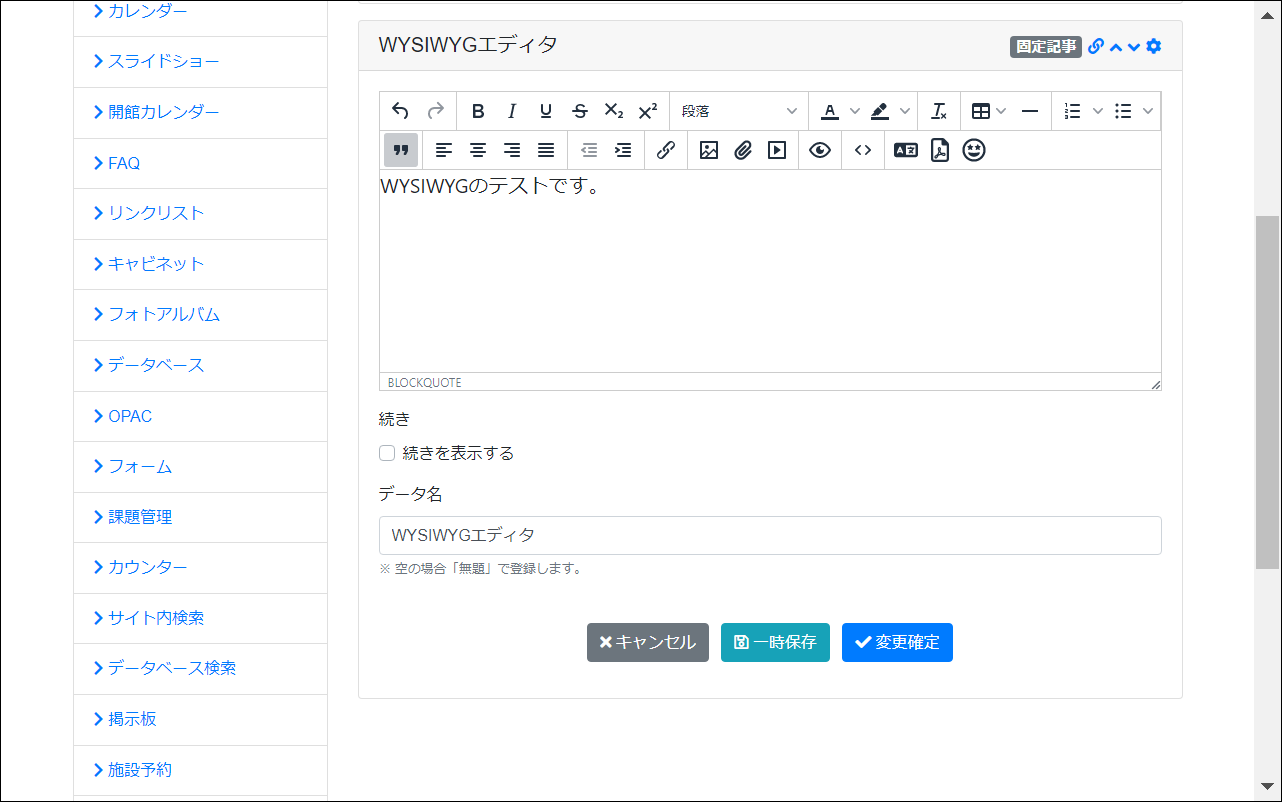 カレンダー
スライドショー
開館カレンダー
FAQ
リンクリスト
キャビネット
フォトアルバム
データベース
OPAC
フォーム
課題管理
カウンター
サイト内検索
データベース検索
掲示板
施設予約
WYSIWYGエディタ
固定記事
段落
WYSIWYGのテストです。
BLOCKQUOTE
続き
続きを表示する
データ名
WYSIWYGエディタ
※ 空の場合「無題」で登録します。
キャンセル
一時保存
変更確定